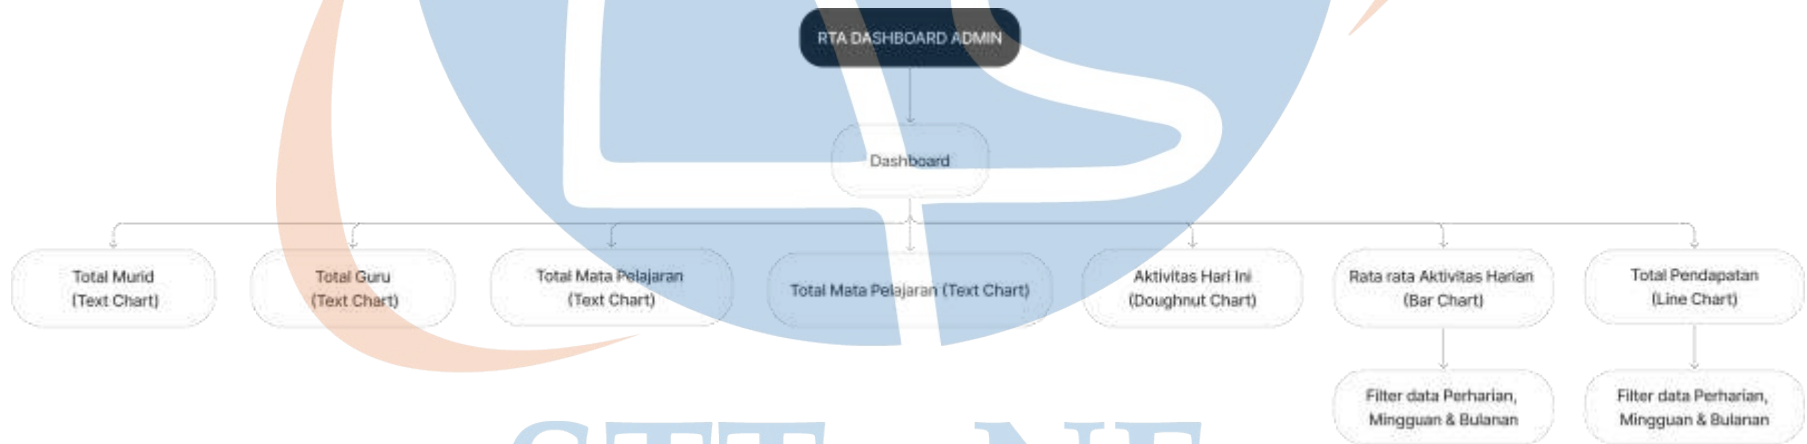 RTA DASHBOARD ADMIN
Dashboard
Total Murid
(Text Chart)
Total Guru
(Text Chart)
Total Mata Pelajaran
(Text Chart)
Total Mata Pelajaran (Text Chart)
Aktivitas Hari Ini
(Doughnut Chart)
Rata rata Aktivitas Harian
(Bar Chart)
Total Pendapatan
(Line Chart)
Filter data Perharian,
Mingguan & Bulanan
Filter data Perharian,
Mingguan & Bulanan
STT - NF